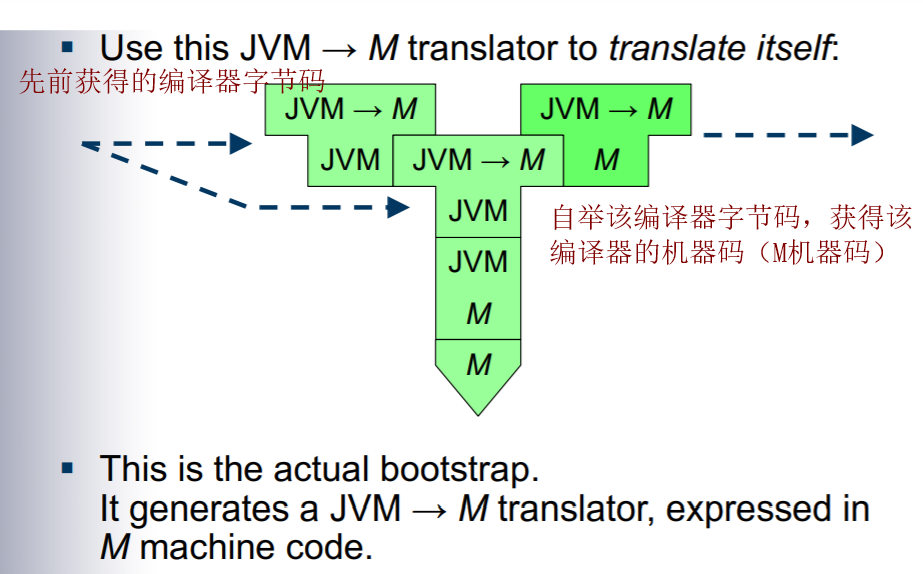 ▪ Use this JVM → M translator to translate itself:
先前获得的编译器字节码
JVM → M
JVM → M
JVM
JVM → M
M
JVM
自举该编译器字节码，获得该
编译器的机器码（M机器码）
JVM
M
M
▪ This is the actual bootstrap.
It generates a JVM → M translator, expressed in
M machine code.